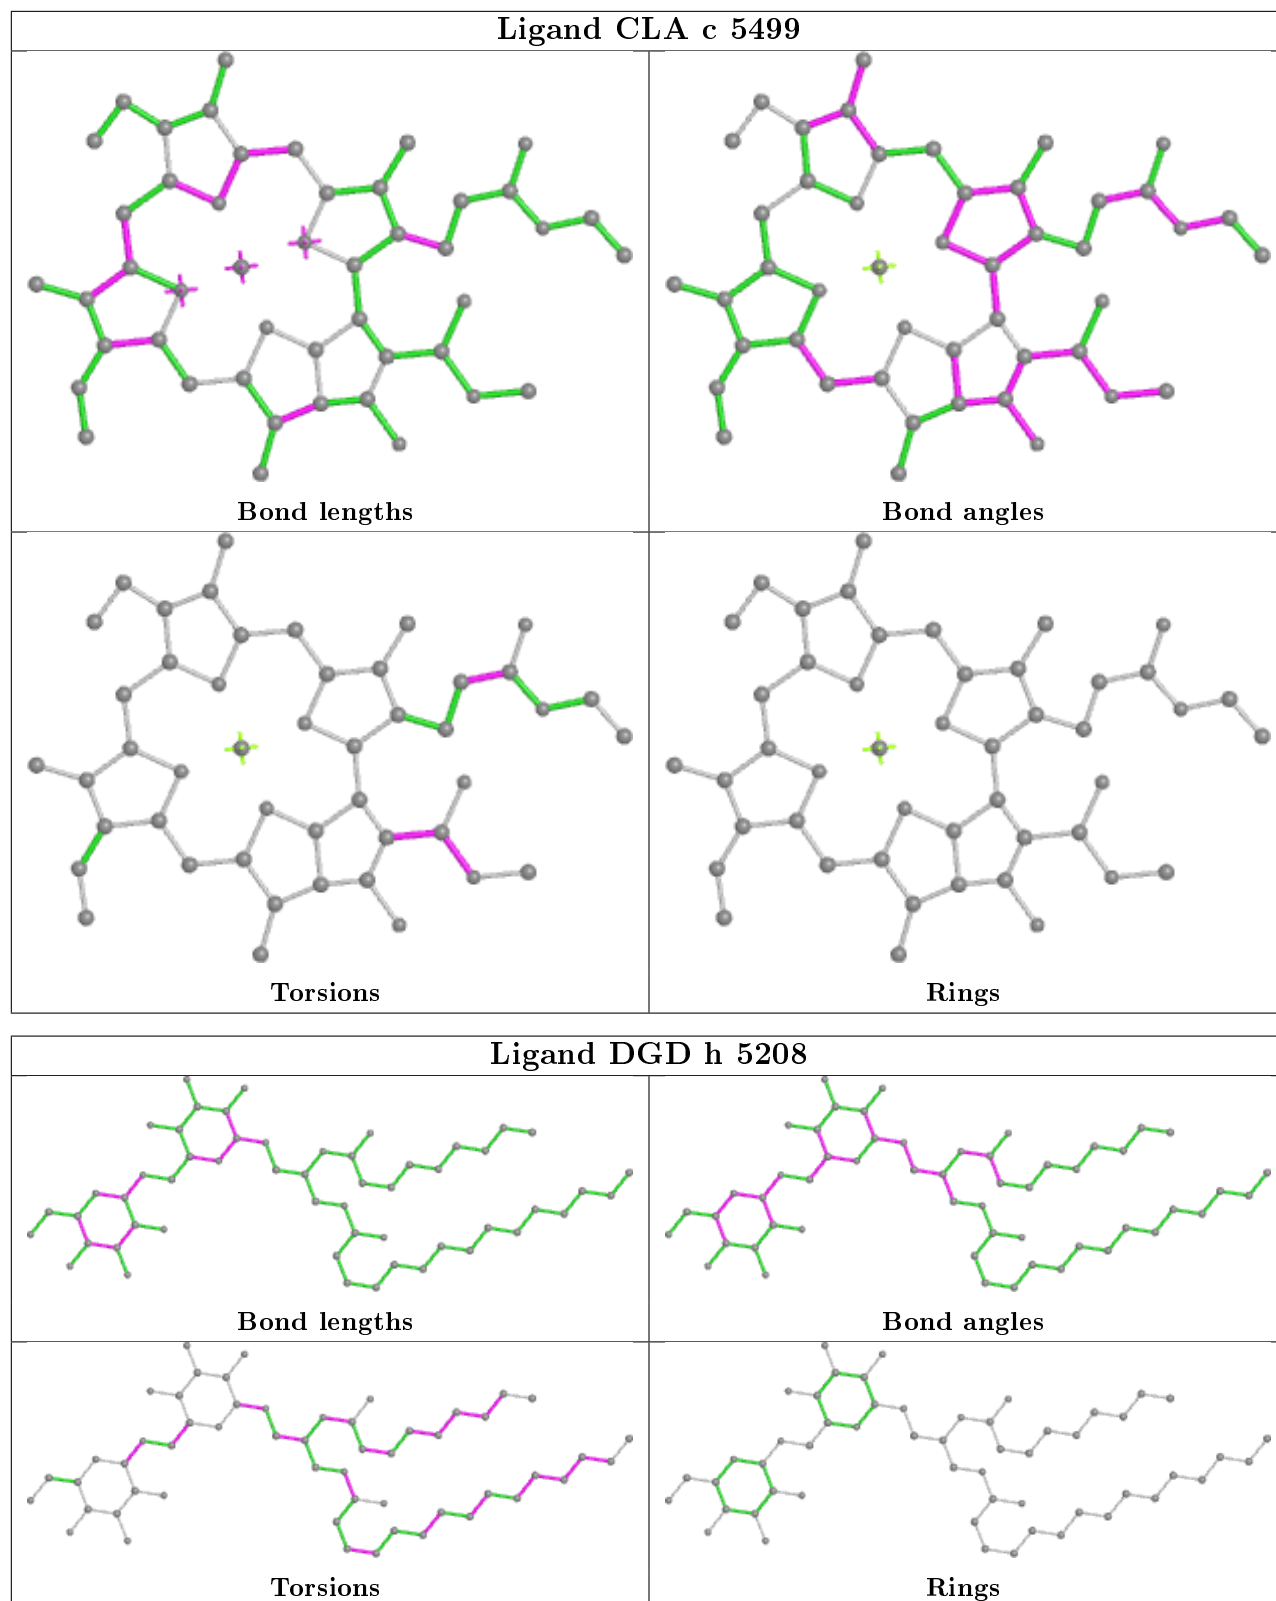 Ligand CLA c 5499
Bond lengths
Bond angles
Torsions
Rings
Ligand DGD h 5208
Bond lengths
Bond angles
Torsions
Rings